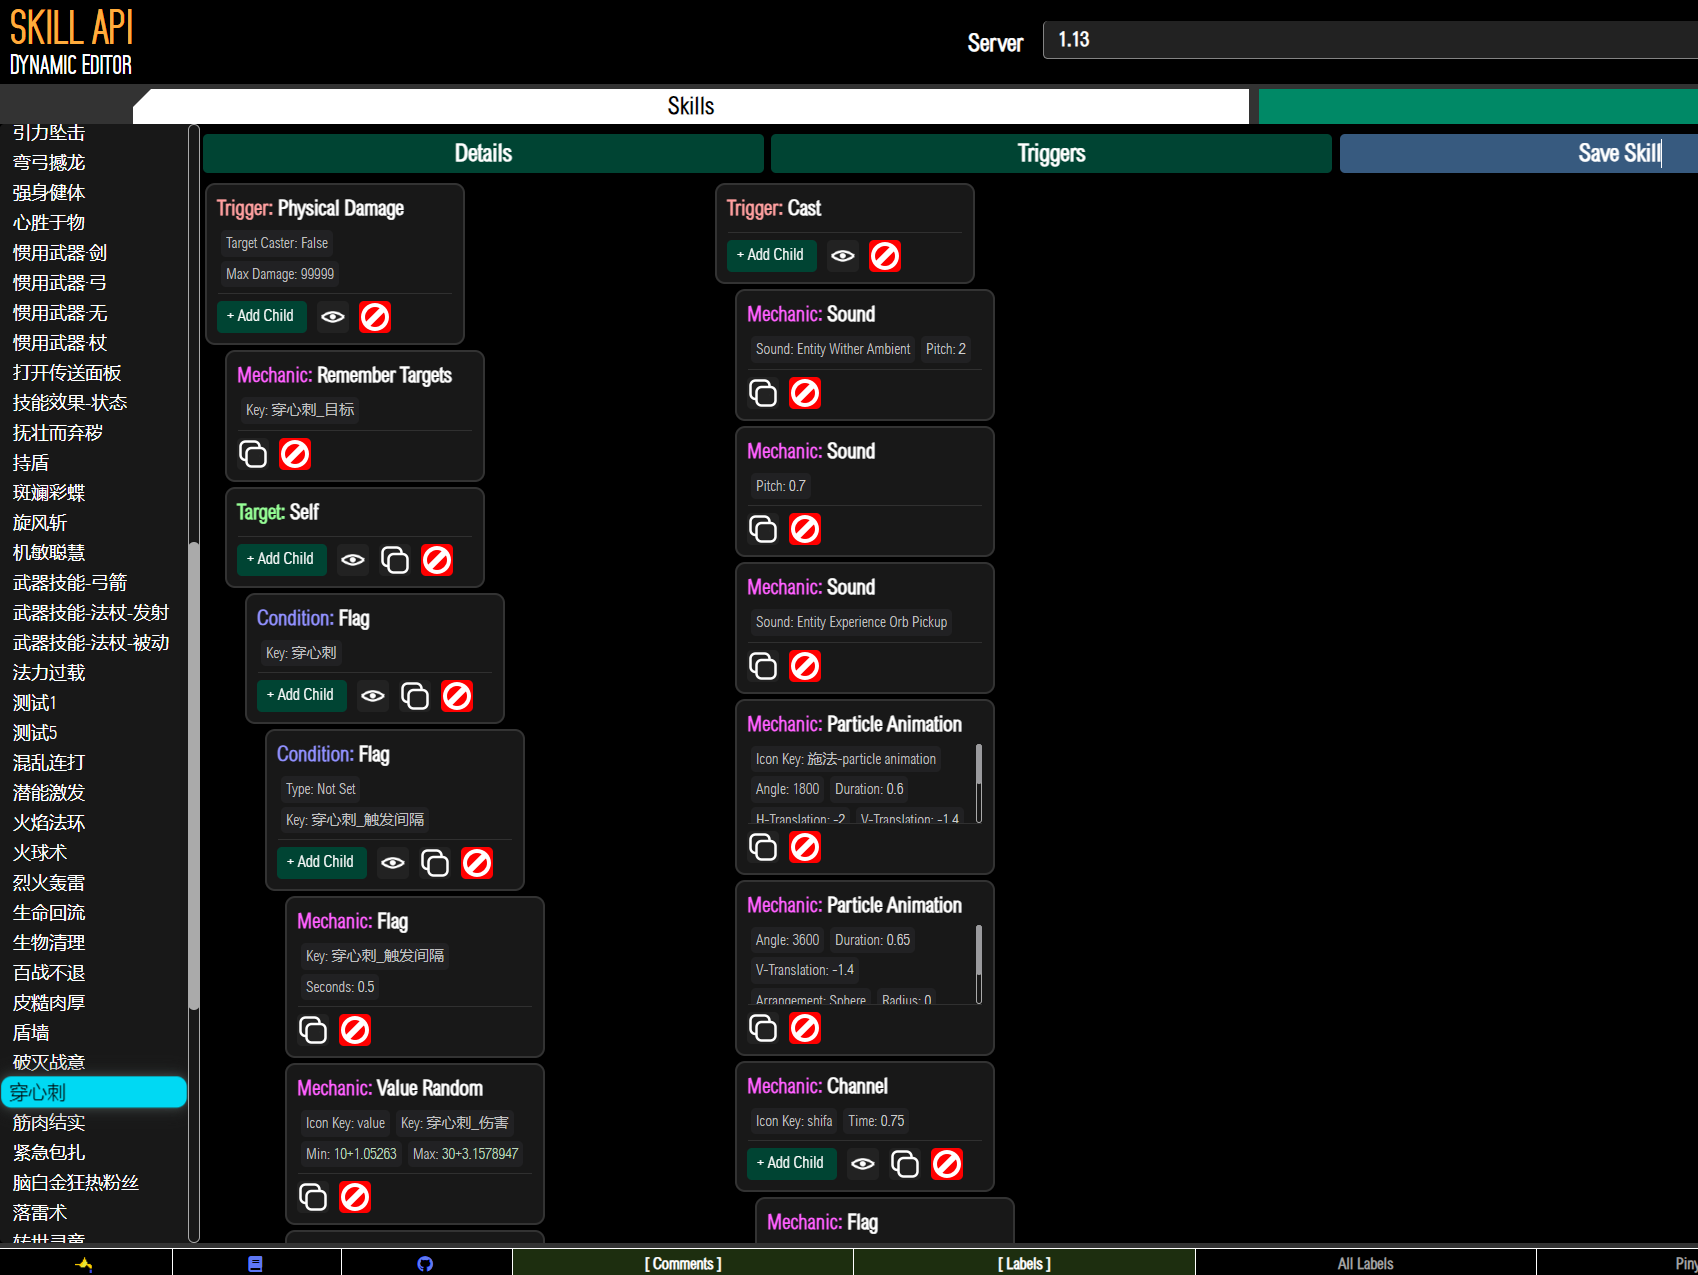 SKILL API
DYNAMIC EDITOR
Server
1.13
Skills
引力坠击
弯弓撼龙
强身健体
心胜于物
惯用武器·剑
惯用武器·弓
惯用武器·无
惯用武器·杖
打开传送面板
技能效果-状态
抚壮而弃秽
持盾
斑斓彩蝶
旋风斩
机敏聪慧
武器技能-弓箭
武器技能-法杖-发射
武器技能-法杖-被动
法力过载
测试1
测试5
混乱连打
潜能激发
火焰法环
火球术
烈火轰雷
生命回流
生物清理
百战不退
皮糙肉厚
盾墙
破灭战意
穿心刺
筋肉结实
紧急包扎
脑白金狂热粉丝
落雷术
转世灵童
Details
Triggers
Save Skill
Trigger: Physical Damage
Target Caster: False
Max Damage: 99999
+ Add Child
Mechanic: Remember Targets
Key: 穿心刺_目标
Target: Self
+ Add Child
Condition: Flag
Key: 穿心刺
+ Add Child
Condition: Flag
Type: Not Set
Key: 穿心刺_触发间隔
+ Add Child
Mechanic: Flag
Key: 穿心刺_触发间隔
Seconds: 0.5
Mechanic: Value Random
Icon Key: value Key: 穿心刺_伤害
Min: 10+1.05263 Max: 30+3.1578947
Trigger: Cast
+ Add Child
Mechanic: Sound
Sound: Entity Wither Ambient Pitch: 2
Mechanic: Sound
Pitch: 0.7
Mechanic: Sound
Sound: Entity Experience Orb Pickup
Mechanic: Particle Animation
Icon Key: 施法-particle animation
Angle: 1800 Duration: 0.6
H-Translation: -2 V-Translation: -1.4
Mechanic: Particle Animation
Angle: 3600 Duration: 0.65
V-Translation: -1.4
Arrangement: Sphere Radius: 0
Mechanic: Channel
Icon Key: shifa Time: 0.75
+ Add Child
Mechanic: Flag
[ Comments ]
[ Labels ]
All Labels
Piny